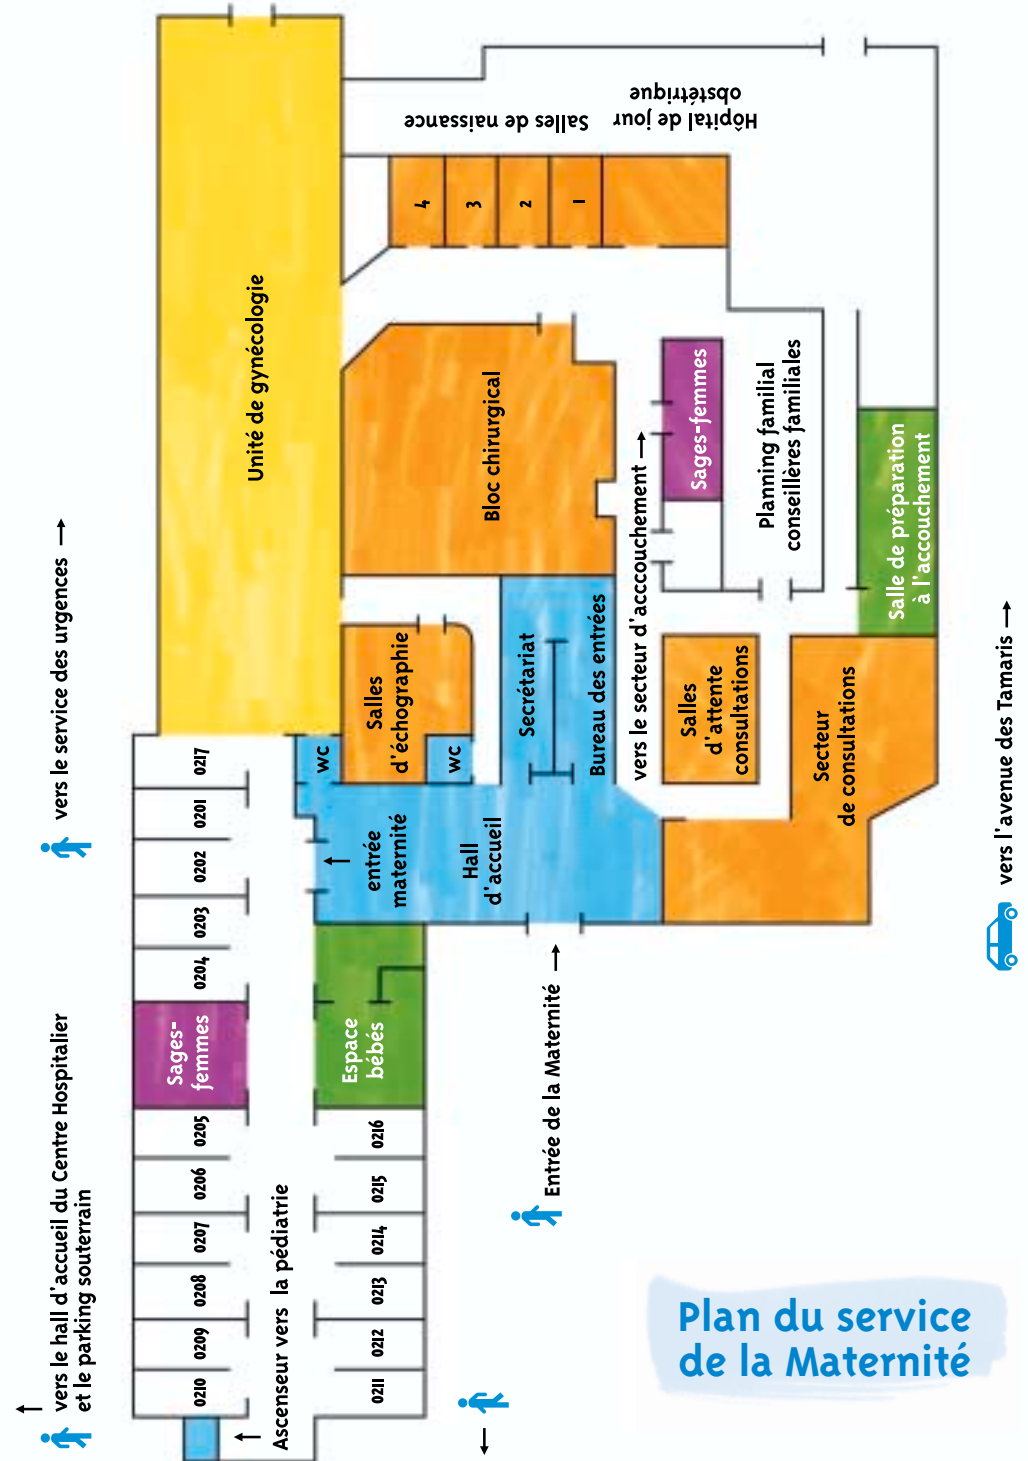 Plan du service
de la Maternité
Hôpital de jour
obstétrique
Salles de naissance
4
3
2
1
Unité de gynécologie
Bloc chirurgical
Sages-femmes
Planning familial
conseillères familiales
Salle de préparation
à l'accouchement
vers le secteur d'acccouchement
vers le service des urgences
Salles
d'échographie
Secrétariat
Bureau des entrées
Salles
d'attente
consultations
Secteur
de consultations
vers l'avenue des Tamaris
wc
wc
entrée
maternité
Hall
d'accueil
0217
0201
0202
0203
0204
Sages-
femmes
Espace
bébés
Entrée de la Maternité
0205
0206
0207
0208
0209
0210
0216
0215
0214
0213
0212
0211
Ascenseur vers la pédiatrie
vers le hall d'accueil du Centre Hospitalier
et le parking souterrain